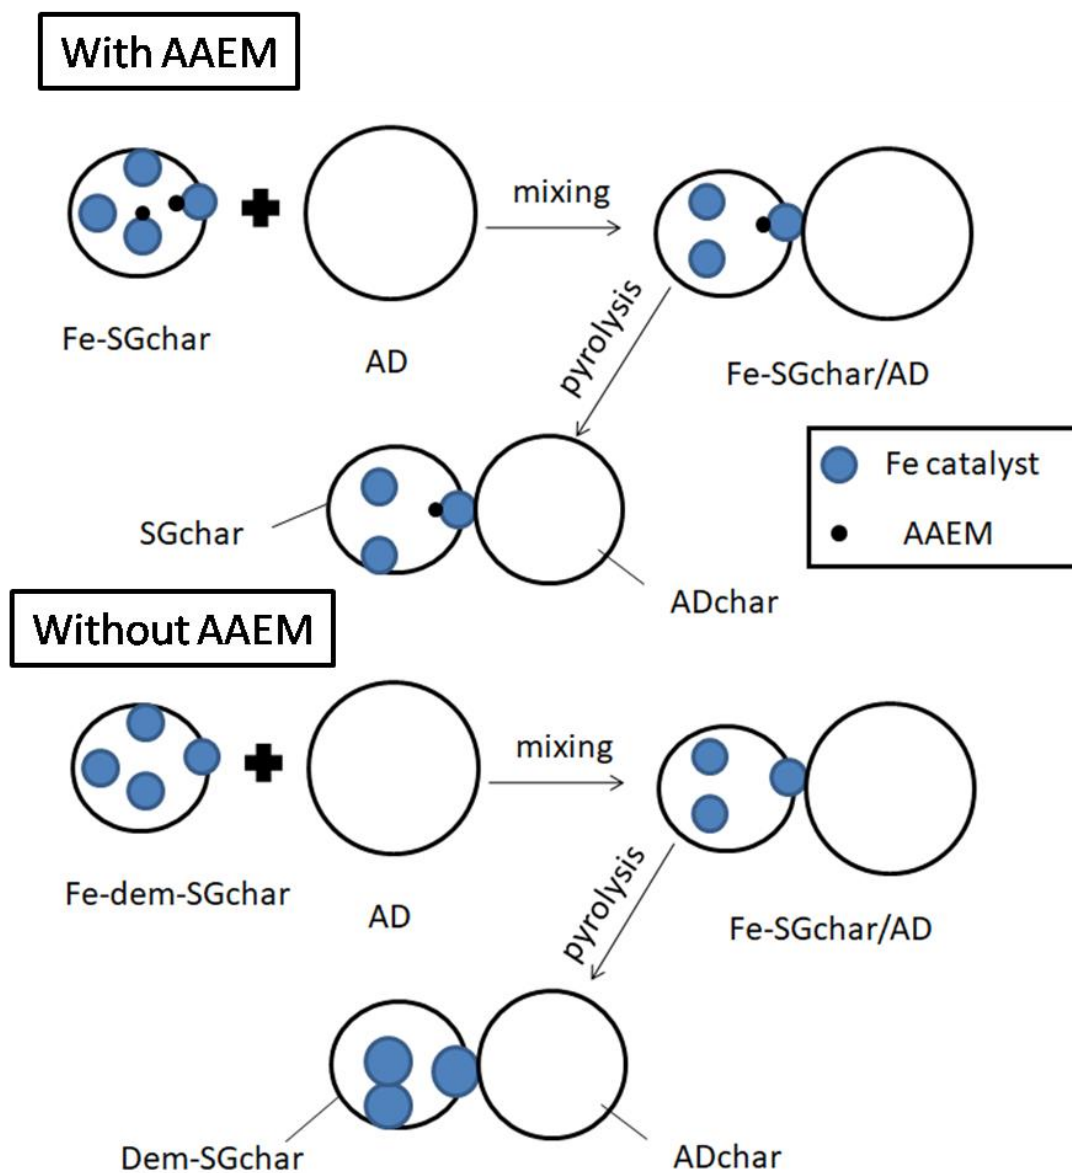 With AAEM
mixing
Fe-SGchar
AD
pyrolysis
Fe-SGchar/AD
Fe catalyst
AAEM
SGchar
ADchar
Without AAEM
mixing
Fe-dem-SGchar
AD
pyrolysis
Fe-SGchar/AD
Dem-SGchar
ADchar